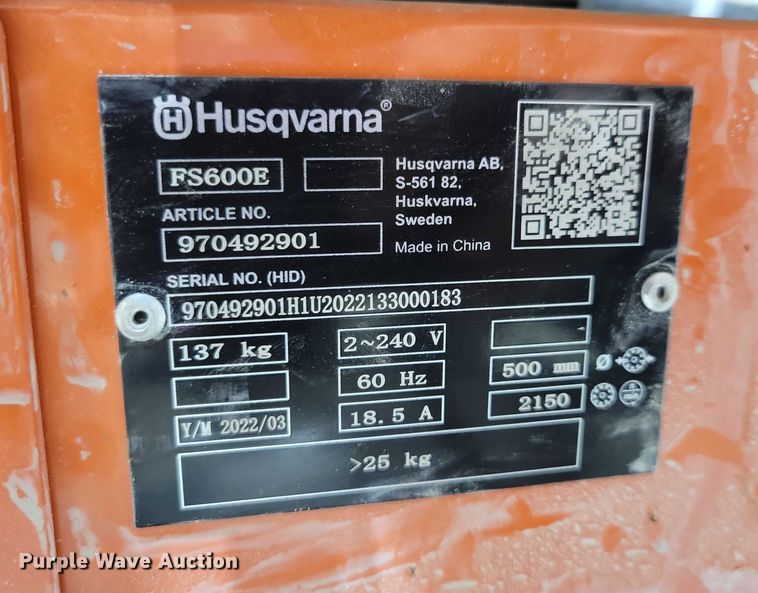 Husqvarna®
FS600E
Husqvarna AB,
S-561 82,
Huskvarna,
Sweden
ARTICLE NO.
970492901
Made in China
SERIAL NO. (HID)
970492901H1U2022133000183
137 kg
2~240 V
60 Hz
500 mm Ø
Y/M 2022/03
18.5 A
2150
>25 kg
Purple Wave Auction